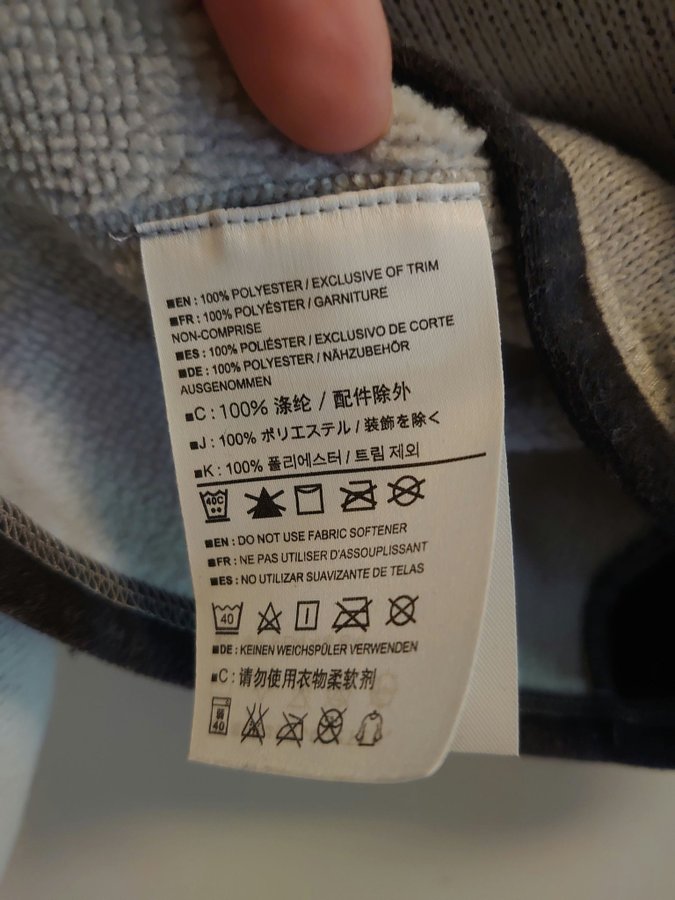 ■EN : 100% POLYESTER / EXCLUSIVE OF TRIM
■FR : 100% POLYÉSTER / GARNITURE
NON-COMPRISE
■ES : 100% POLIÉSTER / EXCLUSIVO DE CORTE
■DE : 100% POLYESTER / NÄHZUBEHÖR
AUSGENOMMEN
■C : 100% 涤纶 / 配件除外
■J : 100% ポリエステル / 装飾を除く
■K : 100% 폴리에스터 / 트림 제외
40C
■EN : DO NOT USE FABRIC SOFTENER
■FR : NE PAS UTILISER D'ASSOUPLISSANT
■ES : NO UTILIZAR SUAVIZANTE DE TELAS
40
■DE : KEINEN WEICHSPÜLER VERWENDEN
■C : 请勿使用衣物柔软剂
弱
40